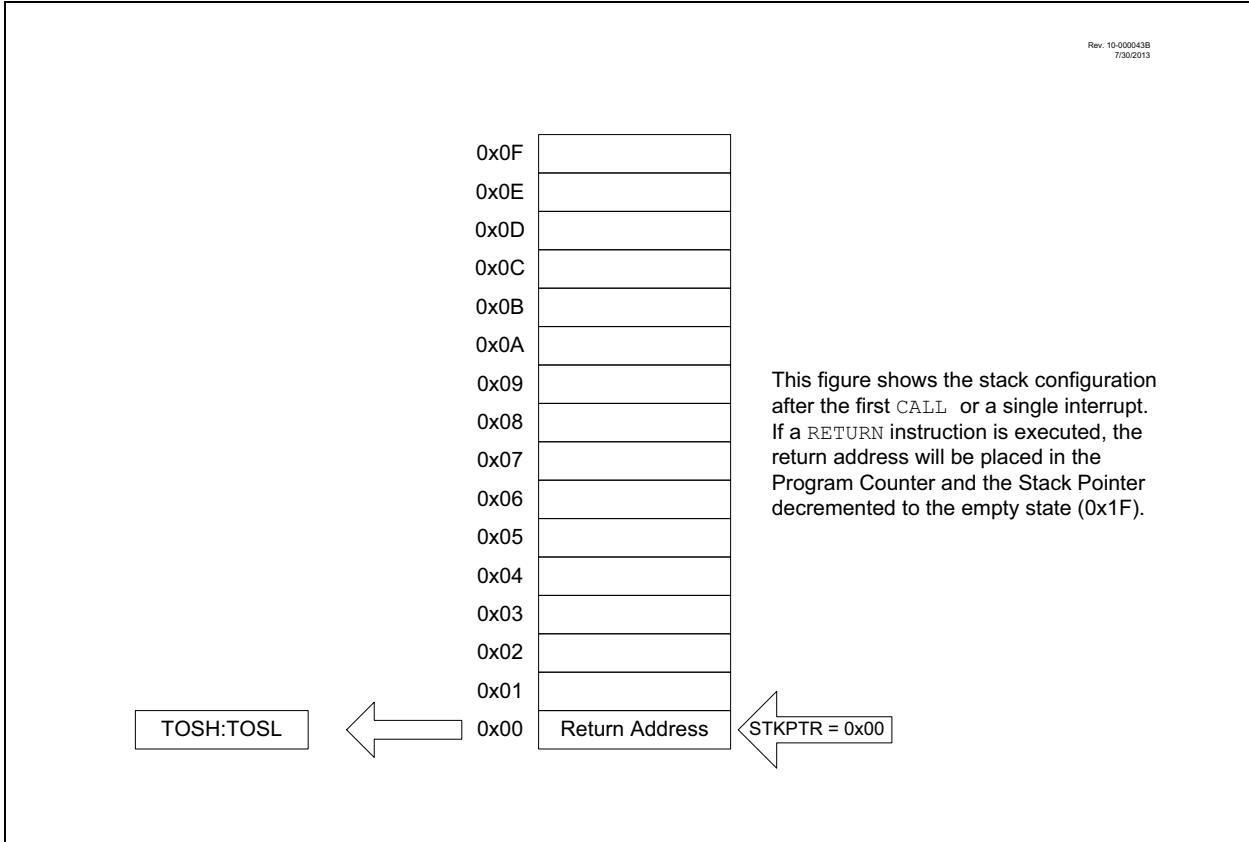 Rev. 10-000043B
7/30/2013
0x0F
0x0E
0x0D
0x0C
0x0B
0x0A
0x09
0x08
0x07
0x06
0x05
0x04
0x03
0x02
0x01
This figure shows the stack configuration
after the first CALL or a single interrupt.
If a RETURN instruction is executed, the
return address will be placed in the
Program Counter and the Stack Pointer
decremented to the empty state (0x1F).
TOSH:TOSL
0x00
Return Address
STKPTR = 0x00